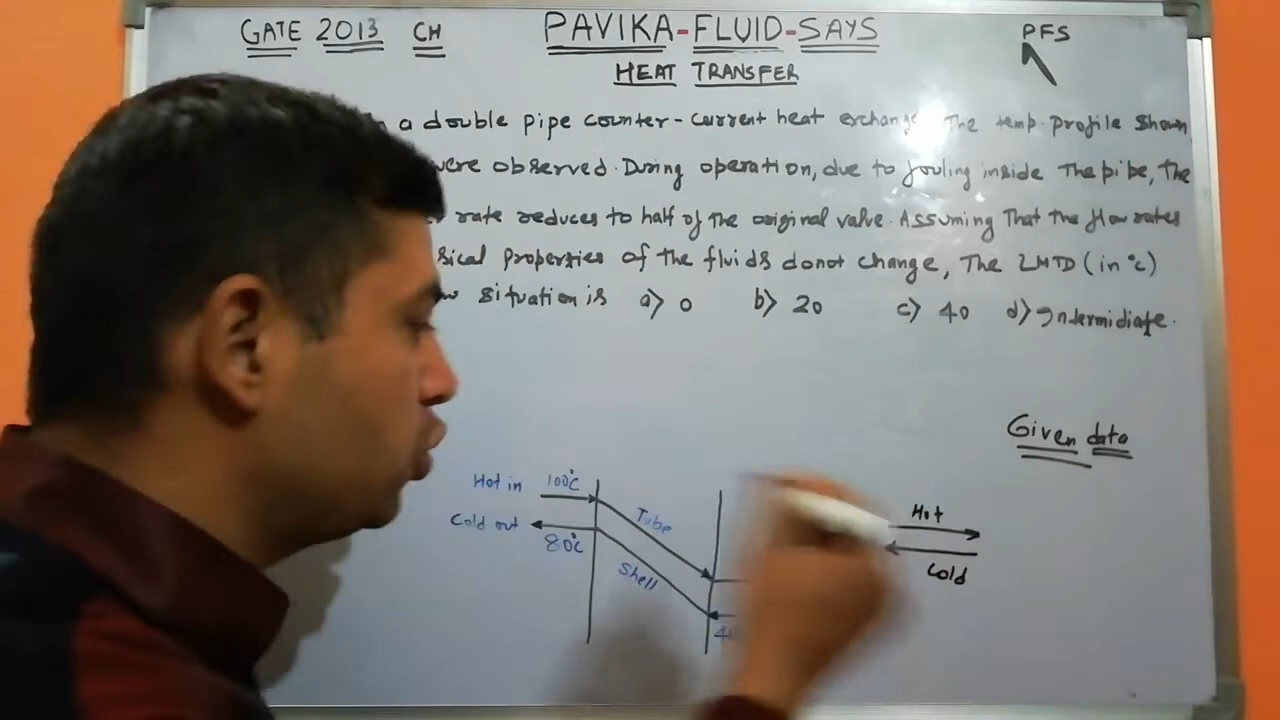 GATE 2013 CH
PAVIKA-FLUID-SAYS
PFS
HEAT TRANSFER
a double pipe counter-current heat exchange The temp. profile shown
were observed. During operation, due to fouling inside The pibe, the
rate reduces to half of the original valve. Assuming That the flow rates
sical properties of the fluids donot change, The LMTD (in °c)
situation is a) 0 b) 20 c) 40 d) Intermidiate.
Given data
Hot in 100°C
Cold out
80°C
Tube
Shell
Hot
Cold